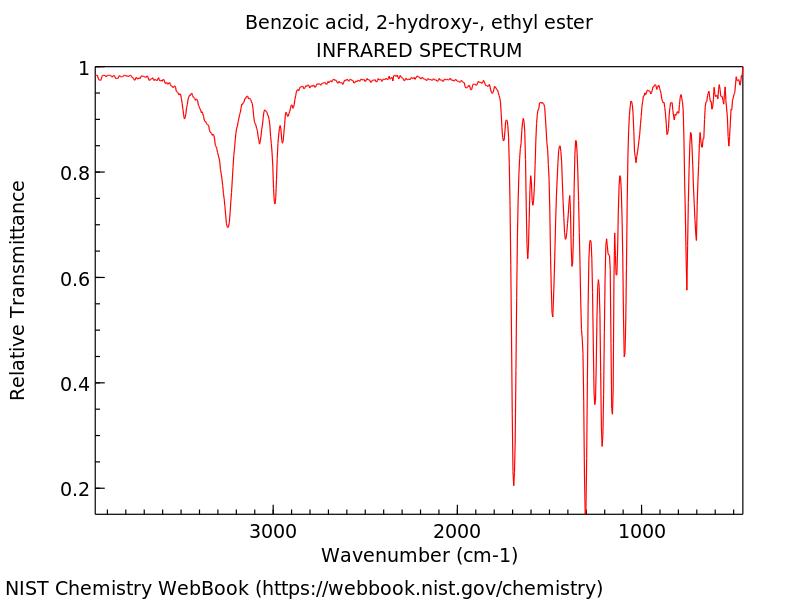 Benzoic acid, 2-hydroxy-, ethyl ester
INFRARED SPECTRUM
1
0.8
0.6
0.4
0.2
Relative Transmittance
3000 2000 1000
Wavenumber (cm-1)
NIST Chemistry WebBook (https://webbook.nist.gov/chemistry)